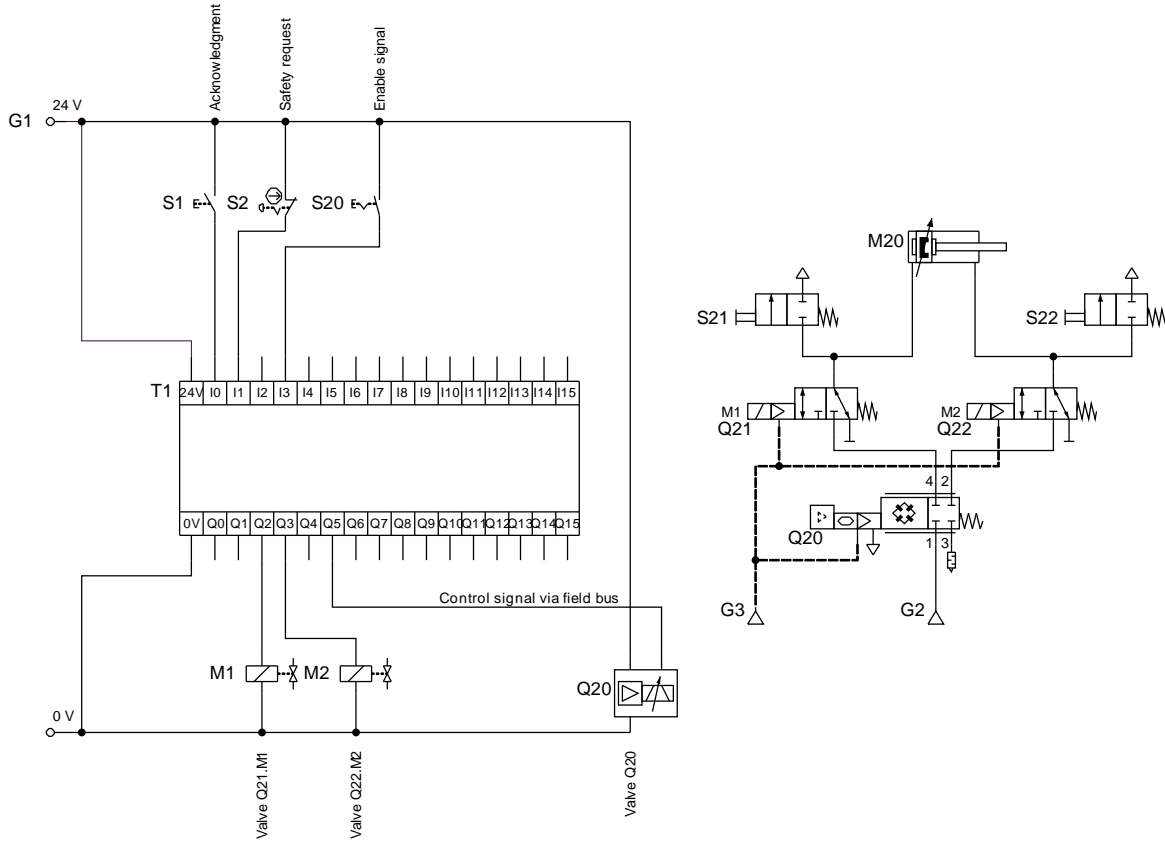 Acknowledgment
Safety request
Enable signal
24 V
G1
S1
S2
S20
M20
S21
S22
T1
24V I0 I1 I2 I3 I4 I5 I6 I7 I8 I9 I10 I11 I12 I13 I14 I15
M1
Q21
M2
Q22
4 2
0V Q0 Q1 Q2 Q3 Q4 Q5 Q6 Q7 Q8 Q9 Q10 Q11 Q12 Q13 Q14 Q15
Q20
1 3
Control signal via field bus
G3
G2
M1
M2
Q20
0 V
Valve Q21.M1
Valve Q22.M2
Valve Q20